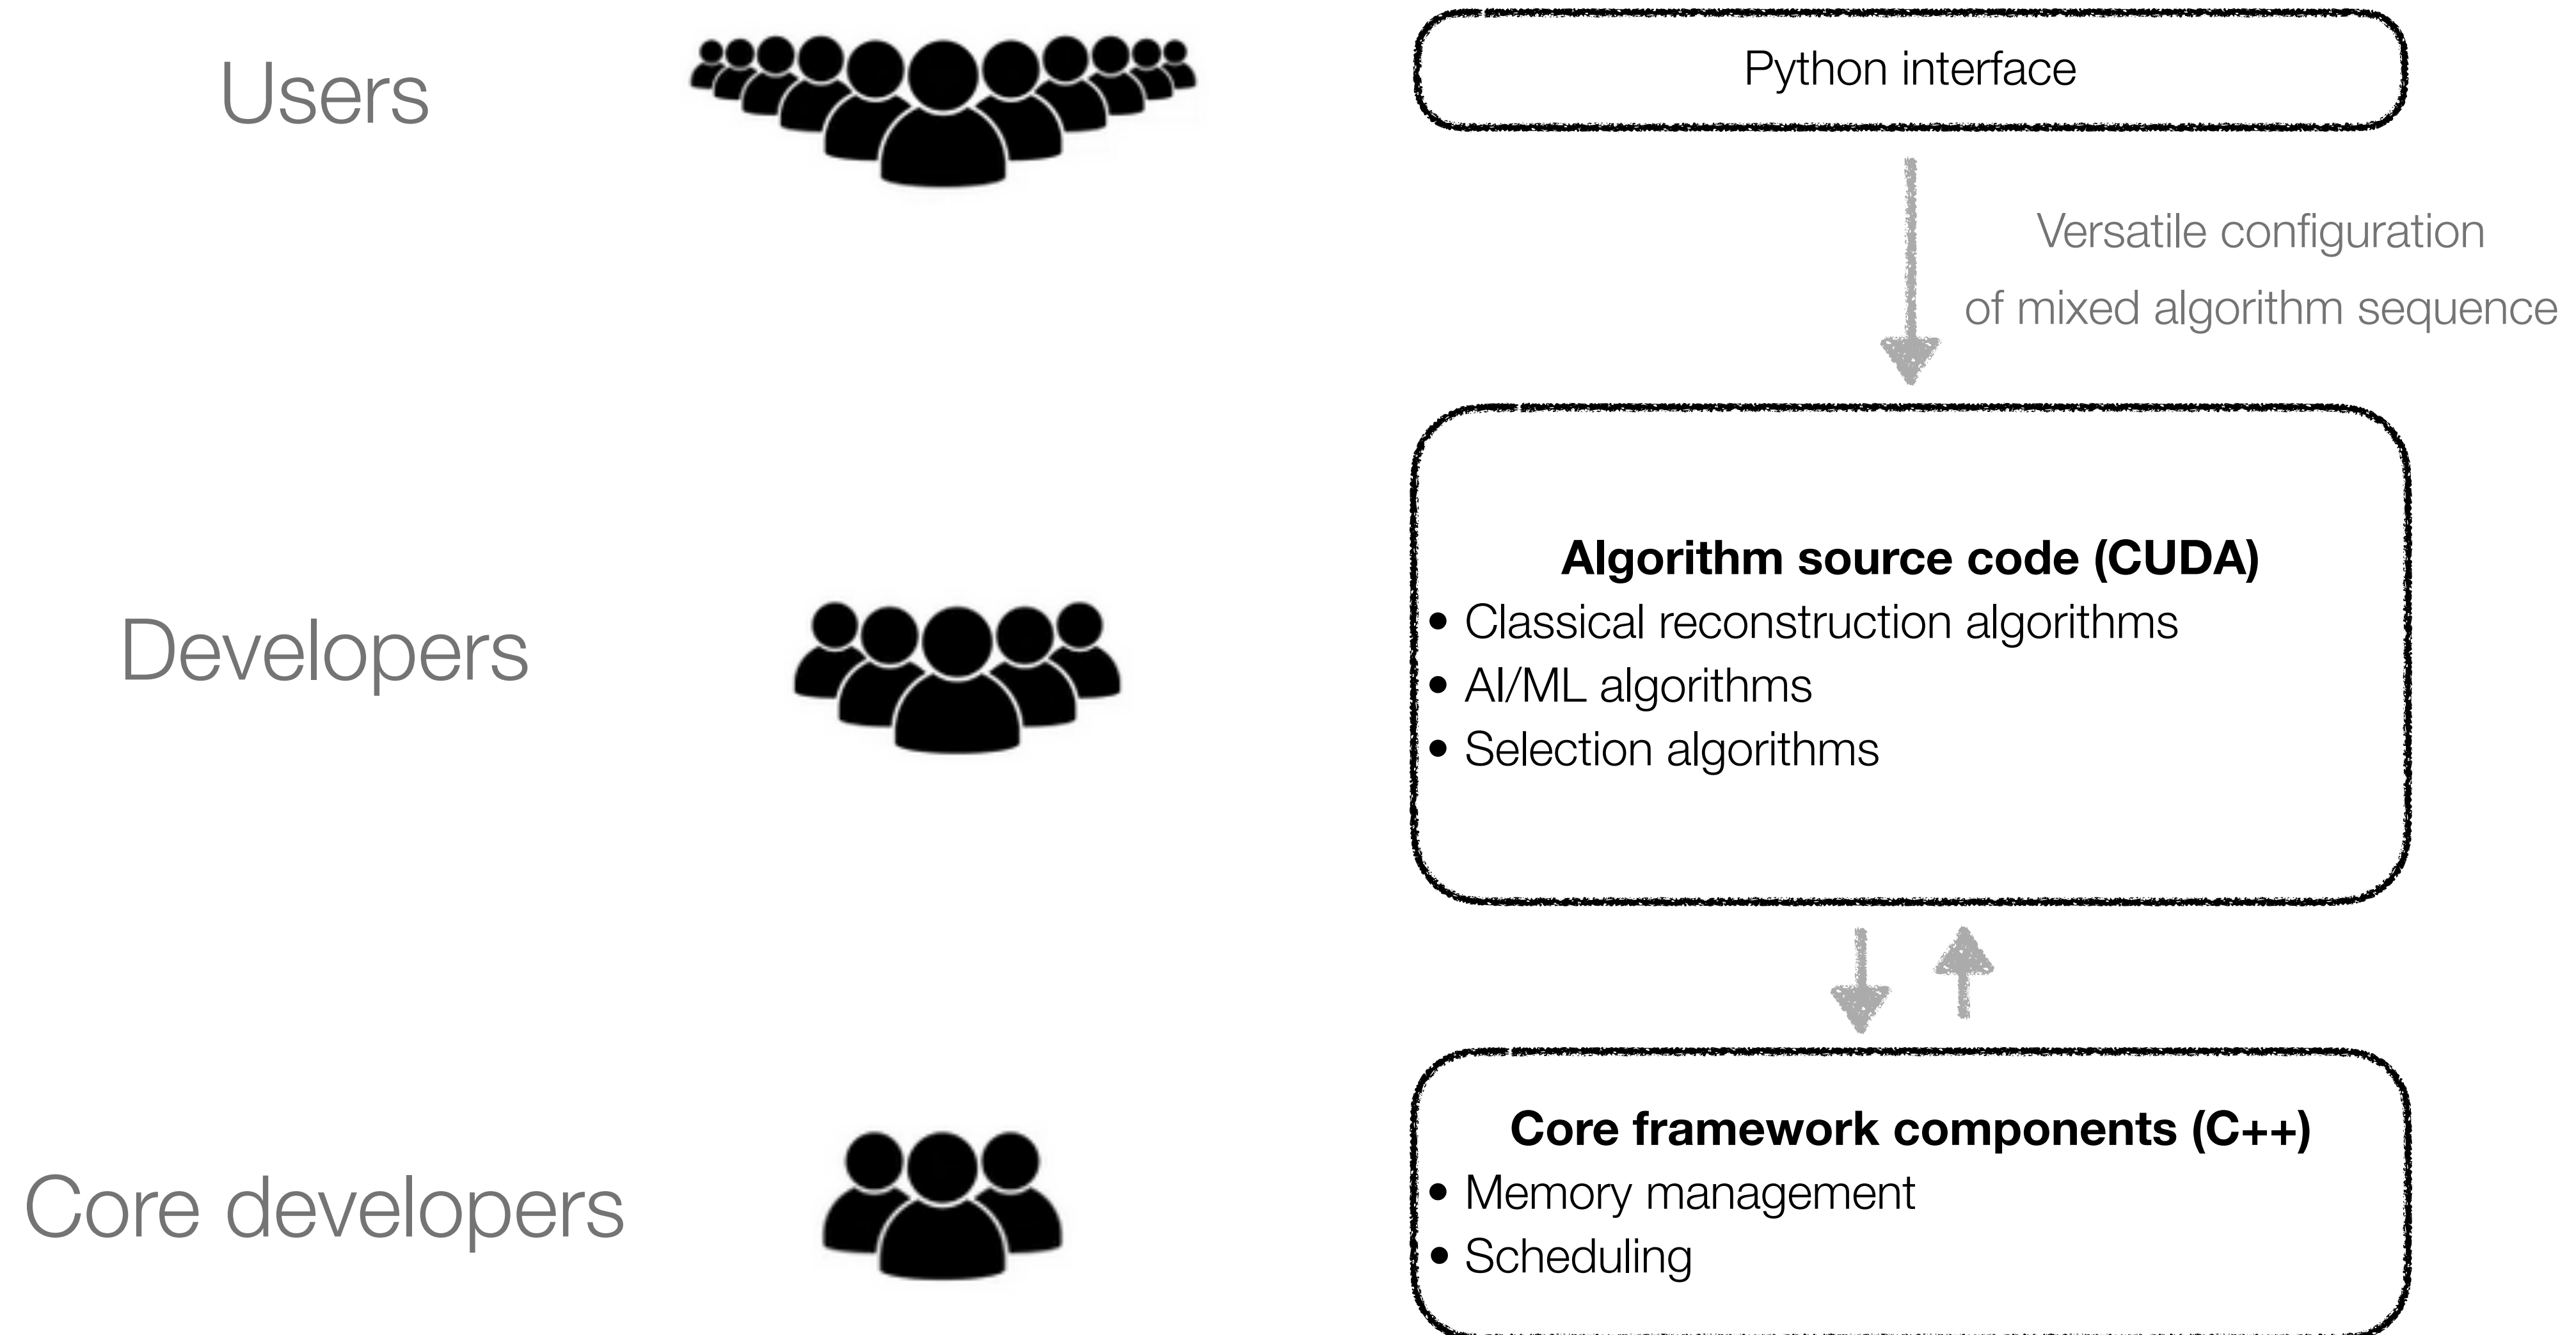 Users
Python interface
Versatile configuration
of mixed algorithm sequence
Developers
Algorithm source code (CUDA)
• Classical reconstruction algorithms
• AI/ML algorithms
• Selection algorithms
Core developers
Core framework components (C++)
• Memory management
• Scheduling